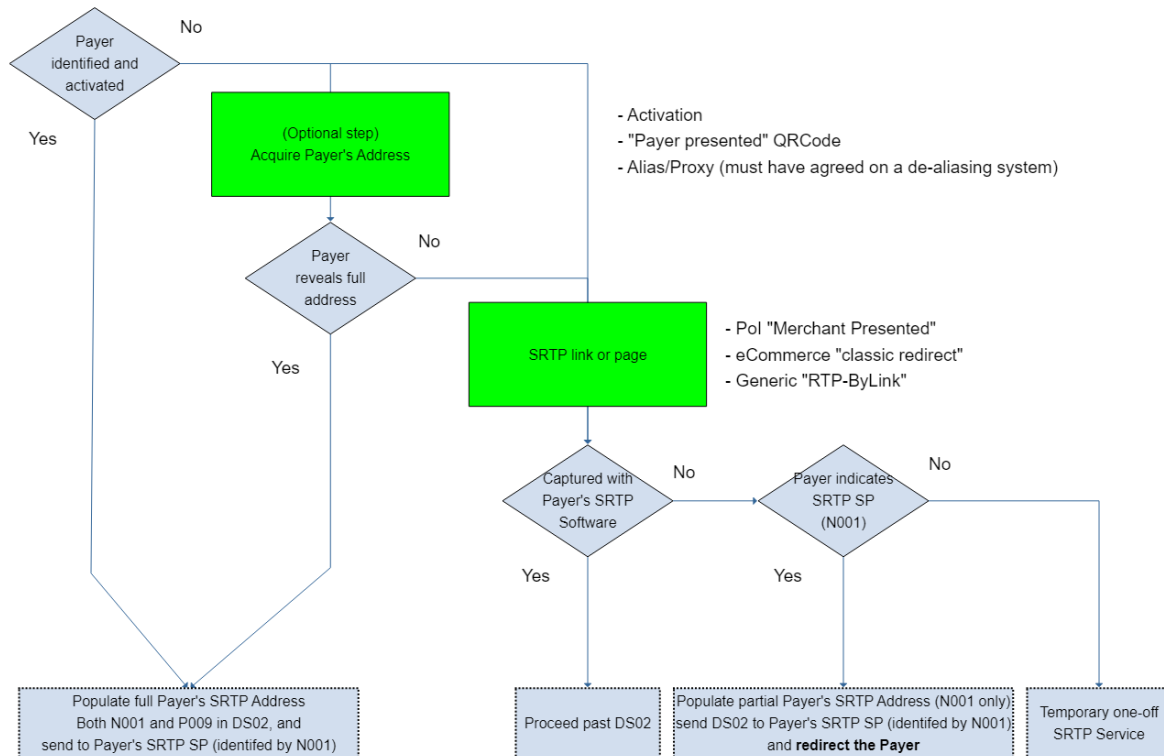 No
Payer
identified and
activated
Yes
(Optional step)
Acquire Payer's Address
- Activation
- "Payer presented" QRCode
- Alias/Proxy (must have agreed on a de-aliasing system)
No
Payer
reveals full
address
Yes
SRTP link or page
- PoI "Merchant Presented"
- eCommerce "classic redirect"
- Generic "RTP-ByLink"
Captured with
Payer's SRTP
Software
No
Payer indicates
SRTP SP
(N001)
No
Yes
Yes
Populate full Payer's SRTP Address
Both N001 and P009 in DS02, and
send to Payer's SRTP SP (identifed by N001)
Proceed past DS02
Populate partial Payer's SRTP Address (N001 only)
send DS02 to Payer's SRTP SP (identifed by N001)
and redirect the Payer
Temporary one-off
SRTP Service